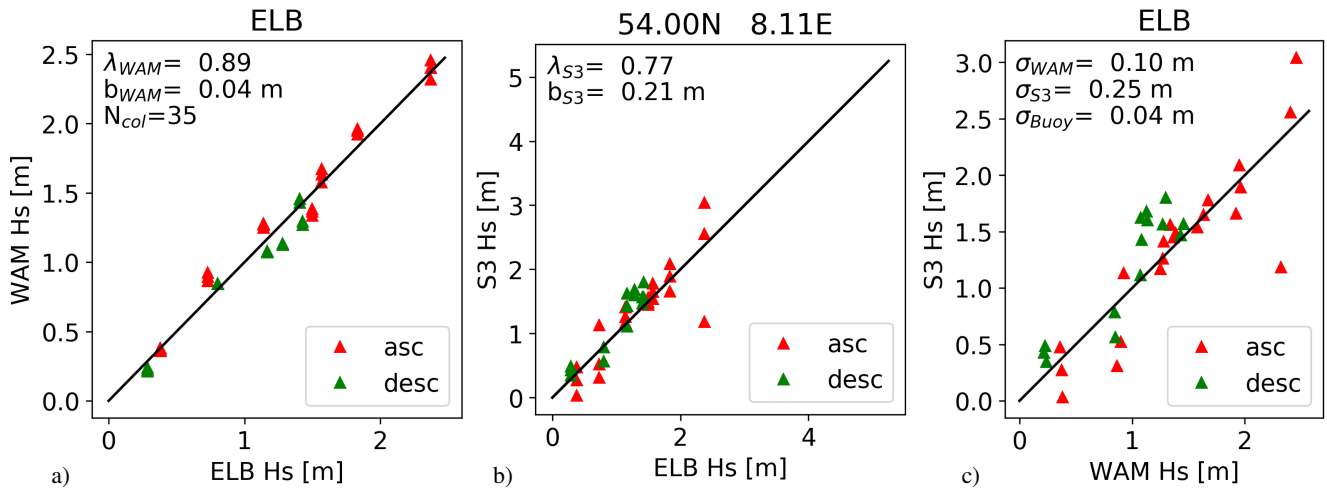 ELB
λWAM= 0.89
bWAM= 0.04 m
Ncol=35
2.5
2.0
1.5
1.0
0.5
0.0
WAM Hs [m]
asc
desc
0 1 2
ELB Hs [m]
a)
54.00N 8.11E
λS3= 0.77
bS3= 0.21 m
5
4
3
2
1
0
S3 Hs [m]
asc
desc
0 2 4
ELB Hs [m]
b)
ELB
σWAM= 0.10 m
σS3= 0.25 m
σBuoy= 0.04 m
3.0
2.5
2.0
1.5
1.0
0.5
0.0
S3 Hs [m]
asc
desc
0 1 2
WAM Hs [m]
c)